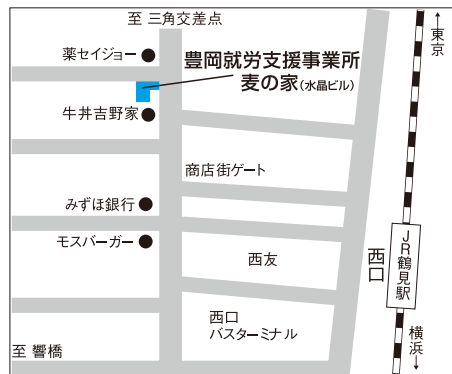 至 三角交差点
↑東京
薬セイジョー
豊岡就労支援事業所
麦の家(水晶ビル)
牛丼吉野家
商店街ゲート
みずほ銀行
モスバーガー
西友
西口
JR鶴見駅
西口
バスターミナル
至 響橋
横浜↓